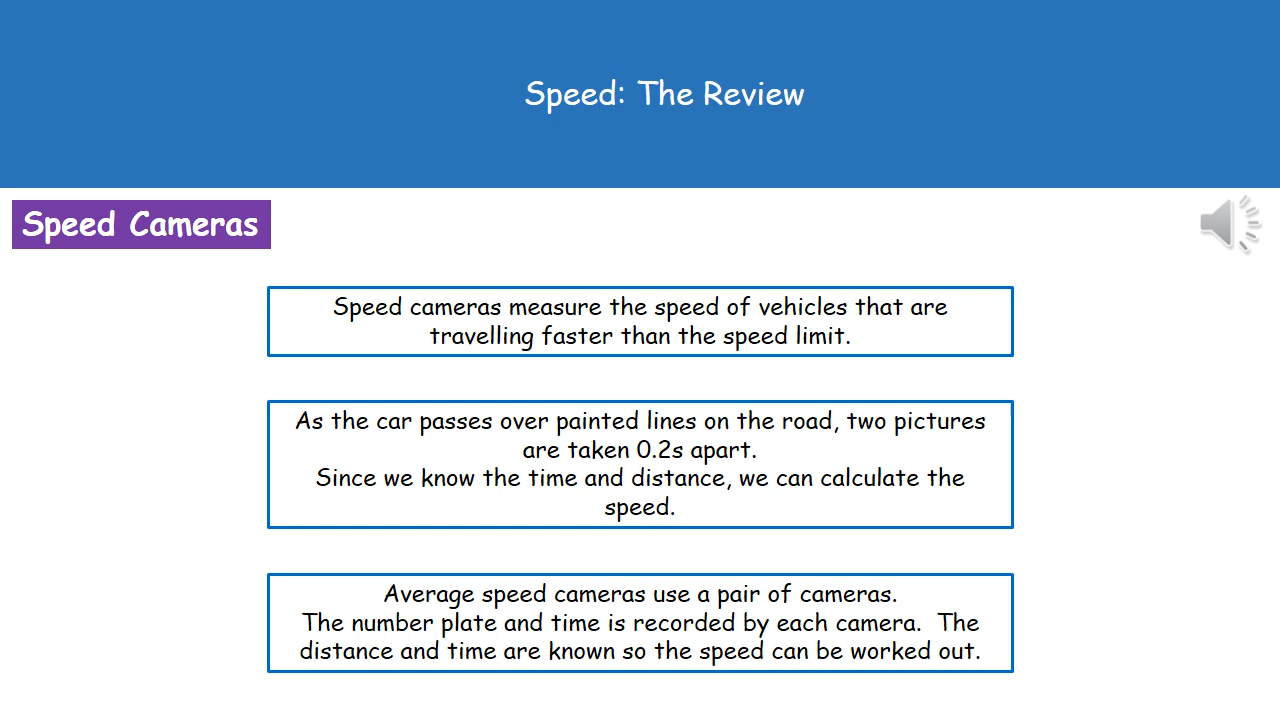 Speed: The Review
Speed Cameras
Speed cameras measure the speed of vehicles that are
travelling faster than the speed limit.
As the car passes over painted lines on the road, two pictures
are taken 0.2s apart.
Since we know the time and distance, we can calculate the
speed.
Average speed cameras use a pair of cameras.
The number plate and time is recorded by each camera.  The
distance and time are known so the speed can be worked out.